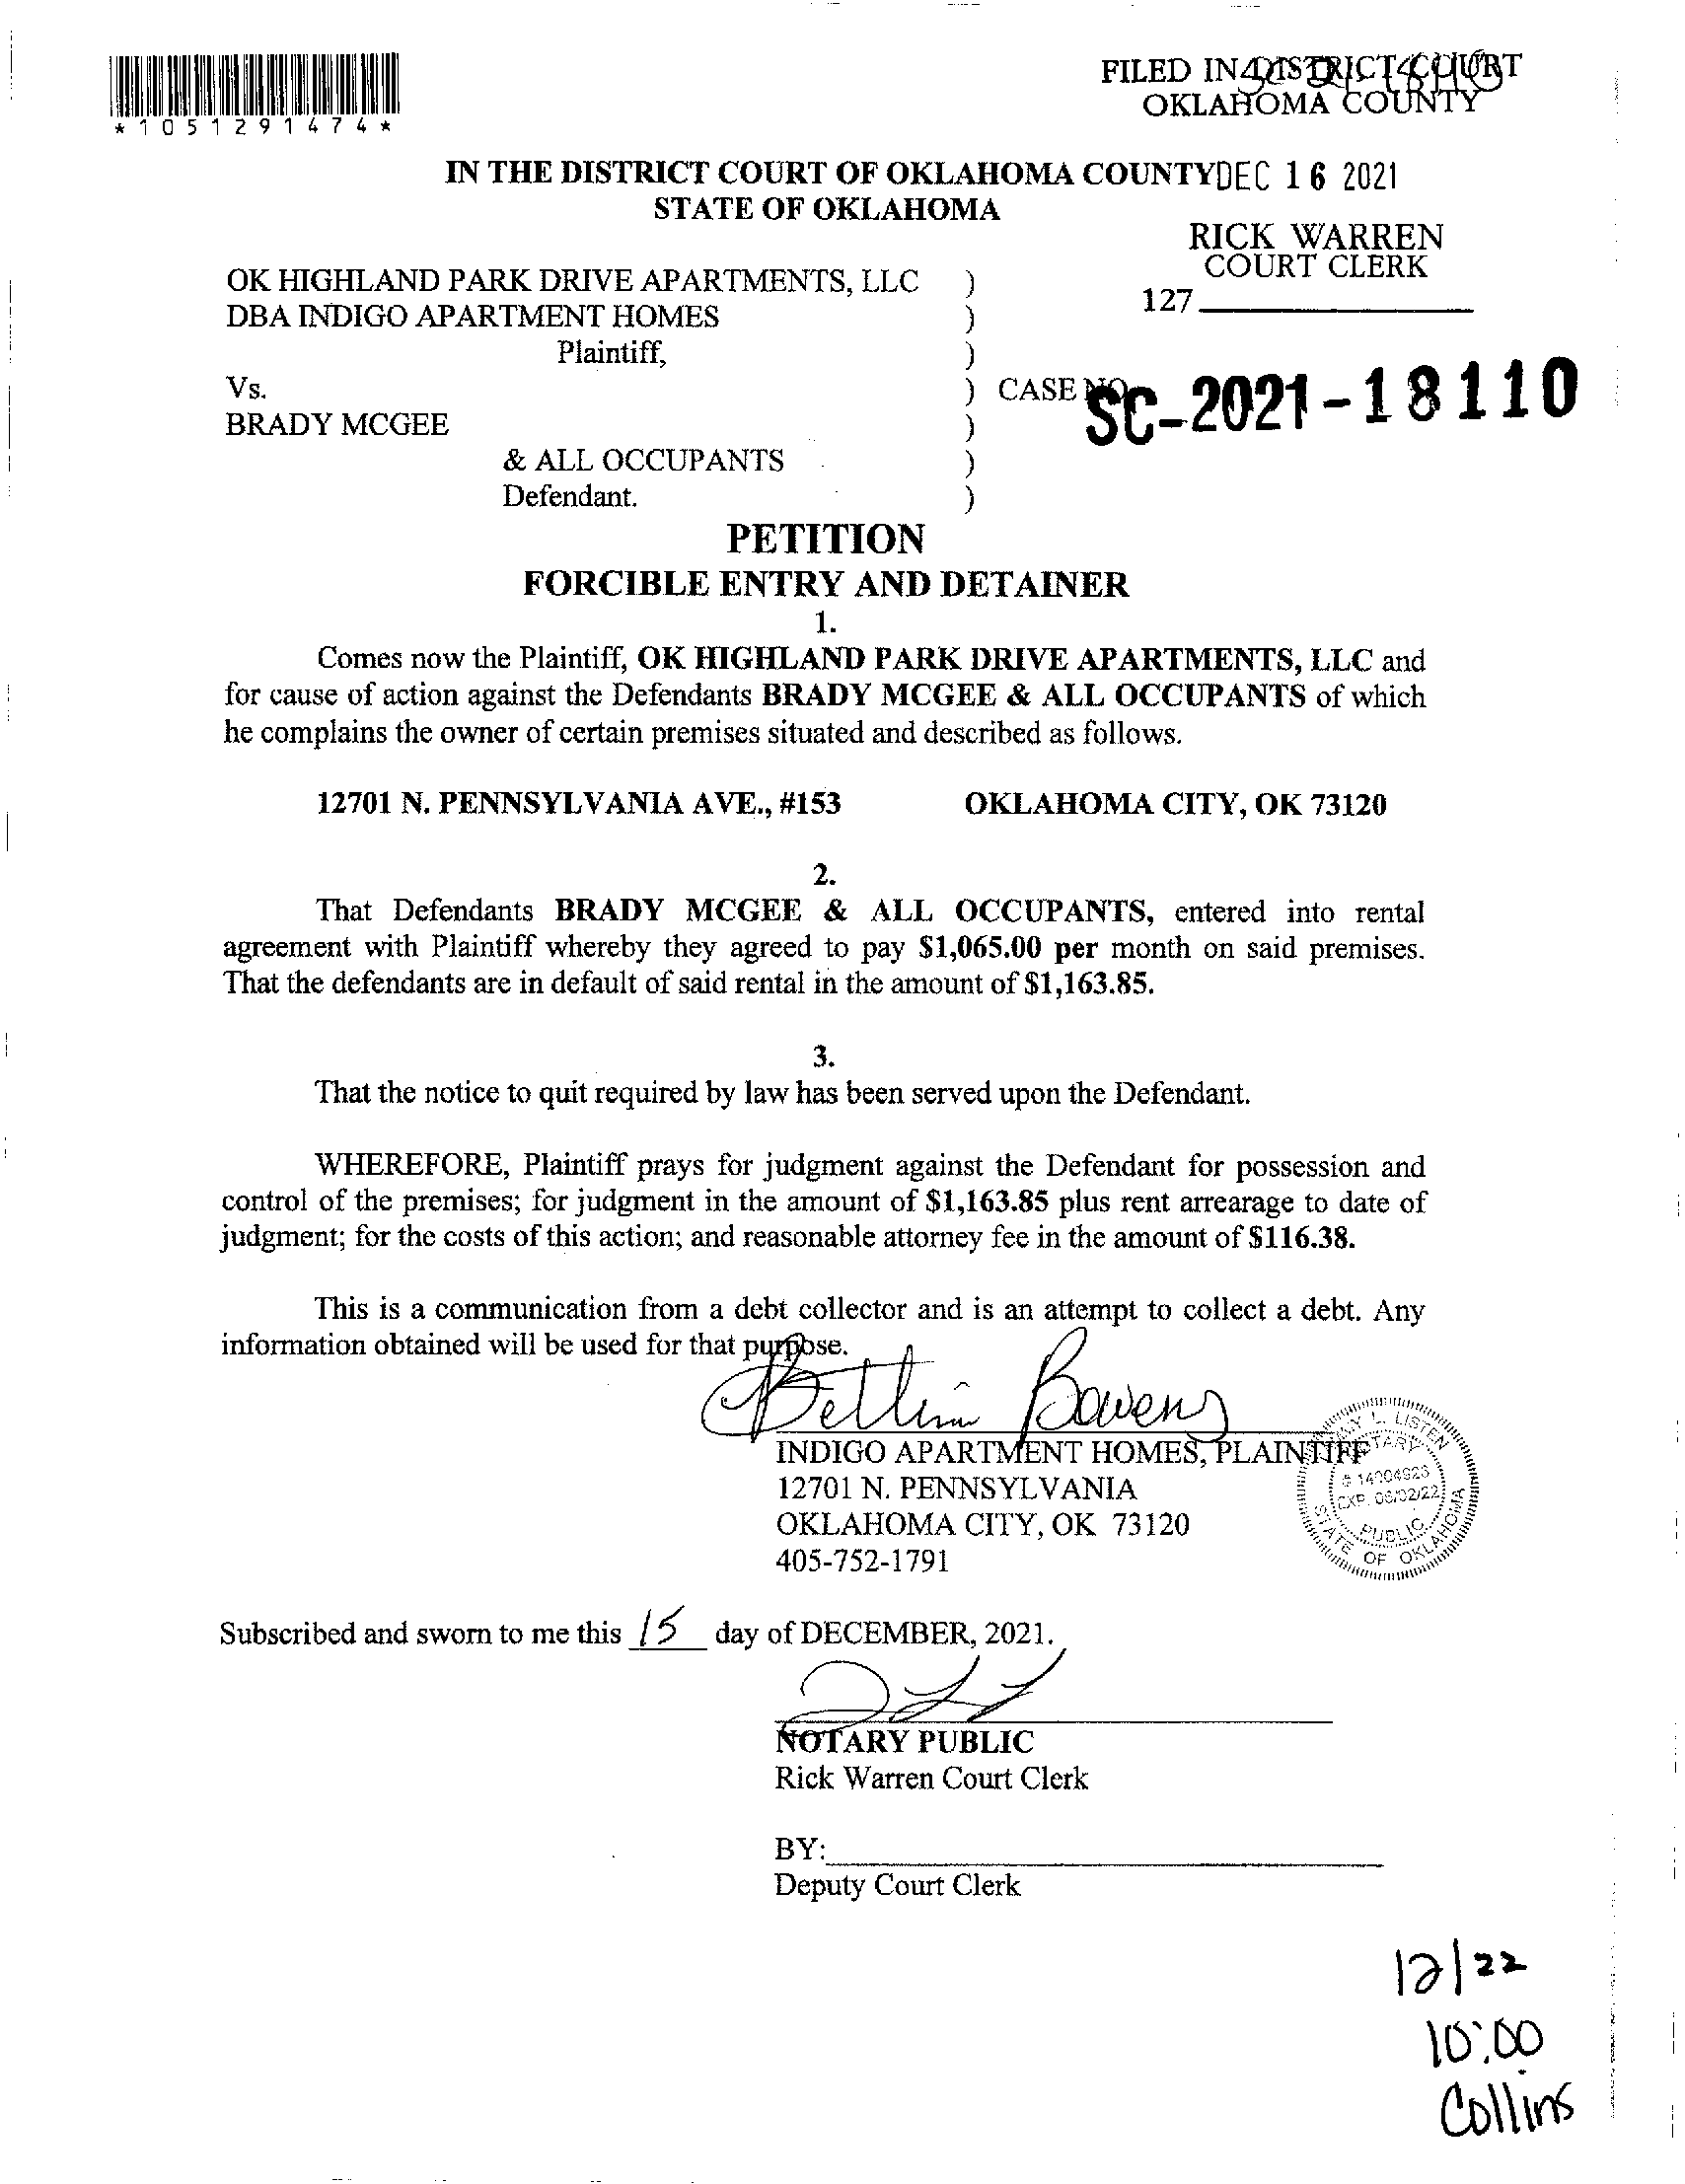 *1051291474*
FILED IN DISTRICT COURT
OKLAHOMA COUNTY
IN THE DISTRICT COURT OF OKLAHOMA COUNTY DEC 16 2021
STATE OF OKLAHOMA
RICK WARREN
COURT CLERK
127
OK HIGHLAND PARK DRIVE APARTMENTS, LLC )
DBA INDIGO APARTMENT HOMES )
Plaintiff, )
Vs. ) CASE NO. SC-2021-18110
BRADY MCGEE )
& ALL OCCUPANTS )
Defendant. )
PETITION
FORCIBLE ENTRY AND DETAINER
1.
Comes now the Plaintiff, OK HIGHLAND PARK DRIVE APARTMENTS, LLC and
for cause of action against the Defendants BRADY MCGEE & ALL OCCUPANTS of which
he complains the owner of certain premises situated and described as follows.
12701 N. PENNSYLVANIA AVE., #153 OKLAHOMA CITY, OK 73120
2.
That Defendants BRADY MCGEE & ALL OCCUPANTS, entered into rental
agreement with Plaintiff whereby they agreed to pay $1,065.00 per month on said premises.
That the defendants are in default of said rental in the amount of $1,163.85.
3.
That the notice to quit required by law has been served upon the Defendant.
WHEREFORE, Plaintiff prays for judgment against the Defendant for possession and
control of the premises; for judgment in the amount of $1,163.85 plus rent arrearage to date of
judgment; for the costs of this action; and reasonable attorney fee in the amount of $116.38.
This is a communication from a debt collector and is an attempt to collect a debt. Any
information obtained will be used for that purpose.
Bowens
INDIGO APARTMENT HOMES, PLAINTIFF
12701 N. PENNSYLVANIA
OKLAHOMA CITY, OK 73120
405-752-1791
L. LISTEN
NOTARY
# 14004923
EXP. 06/02/22
PUBLIC
STATE OF OKLAHOMA
Subscribed and sworn to me this 15 day of DECEMBER, 2021.
NOTARY PUBLIC
Rick Warren Court Clerk
BY:
Deputy Court Clerk
12/22
10:00
Collins